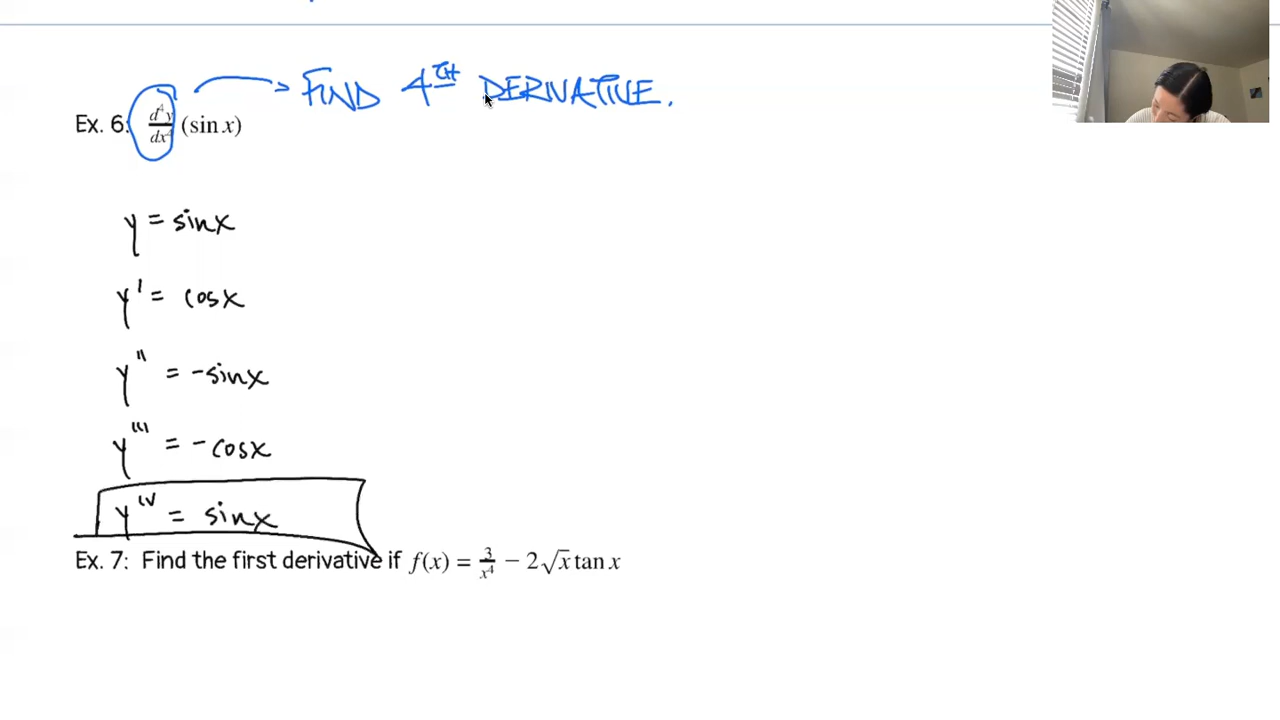 FIND 4TH DERIVATIVE.
Ex. 6: d⁴y/dx⁴ (sin x)
y = sinx
y' = cosx
y'' = -sinx
y''' = -cosx
y^IV = sinx
Ex. 7: Find the first derivative if f(x) = 3/x⁴ − 2√x tan x